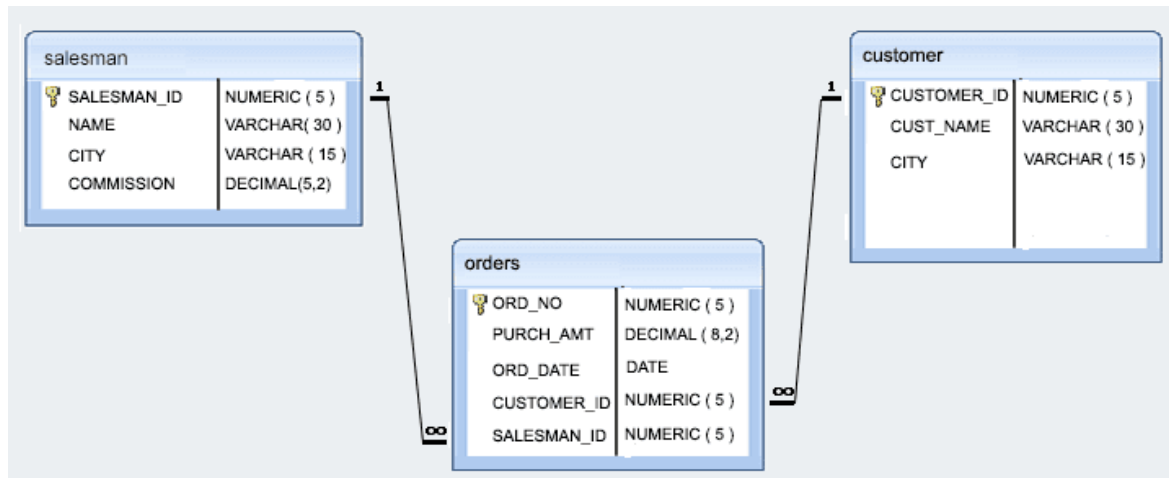 salesman
SALESMAN_ID NUMERIC ( 5 )
NAME VARCHAR( 30 )
CITY VARCHAR ( 15 )
COMMISSION DECIMAL(5,2)
1
1
customer
CUSTOMER_ID NUMERIC ( 5 )
CUST_NAME VARCHAR ( 30 )
CITY VARCHAR ( 15 )
orders
ORD_NO NUMERIC ( 5 )
PURCH_AMT DECIMAL ( 8,2)
ORD_DATE DATE
CUSTOMER_ID NUMERIC ( 5 )
SALESMAN_ID NUMERIC ( 5 )
∞
∞